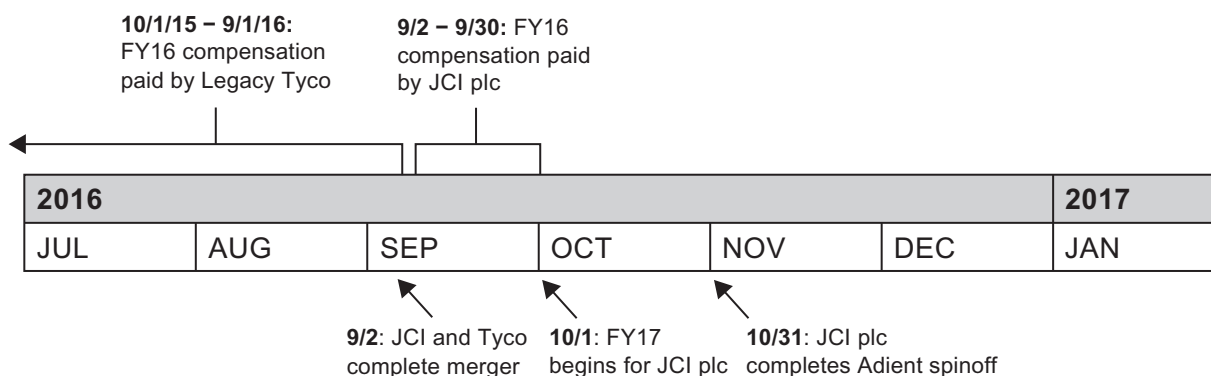 10/1/15 – 9/1/16:
FY16 compensation
paid by Legacy Tyco
9/2 – 9/30: FY16
compensation paid
by JCI plc
2016 2017
JUL AUG SEP OCT NOV DEC JAN
9/2: JCI and Tyco
complete merger
10/1: FY17
begins for JCI plc
10/31: JCI plc
completes Adient spinoff